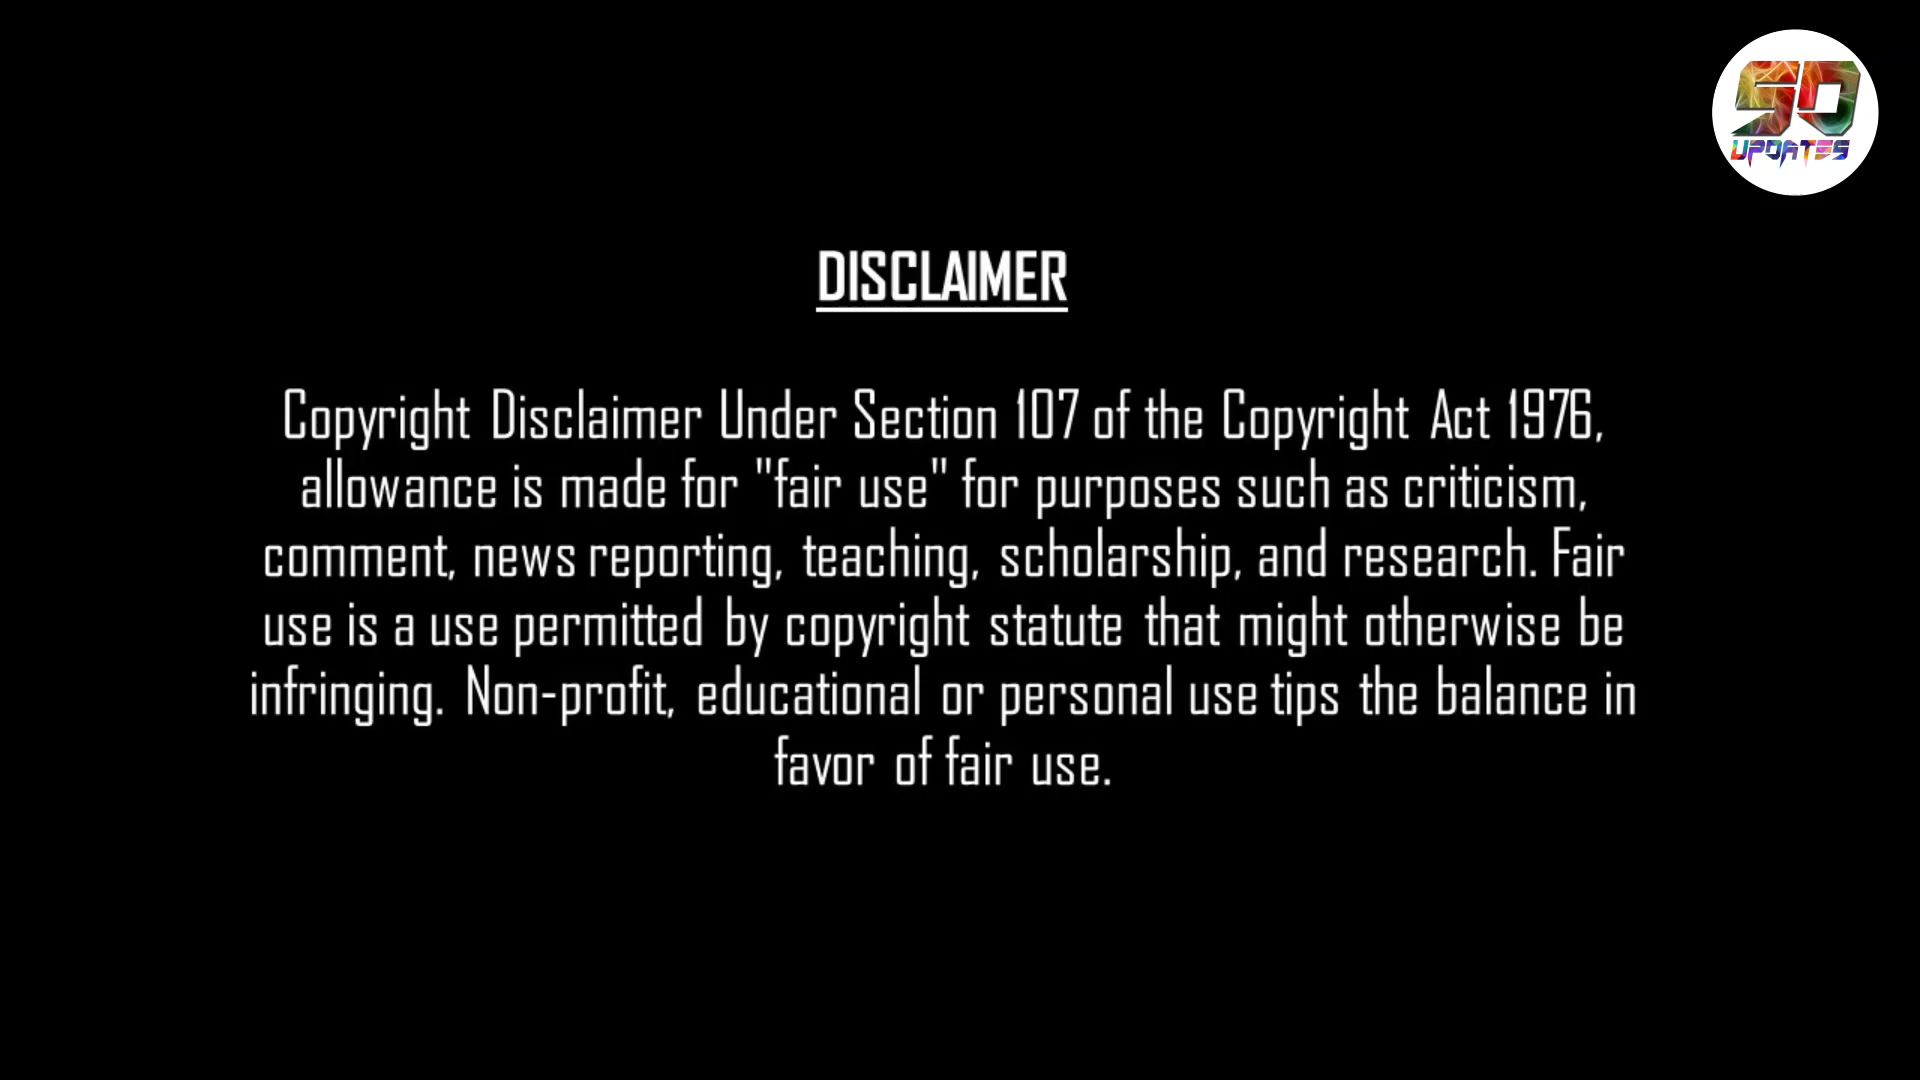 SO
UPDATES
DISCLAIMER
Copyright Disclaimer Under Section 107 of the Copyright Act 1976,
allowance is made for "fair use" for purposes such as criticism,
comment, news reporting, teaching, scholarship, and research. Fair
use is a use permitted by copyright statute that might otherwise be
infringing. Non-profit, educational or personal use tips the balance in
favor of fair use.